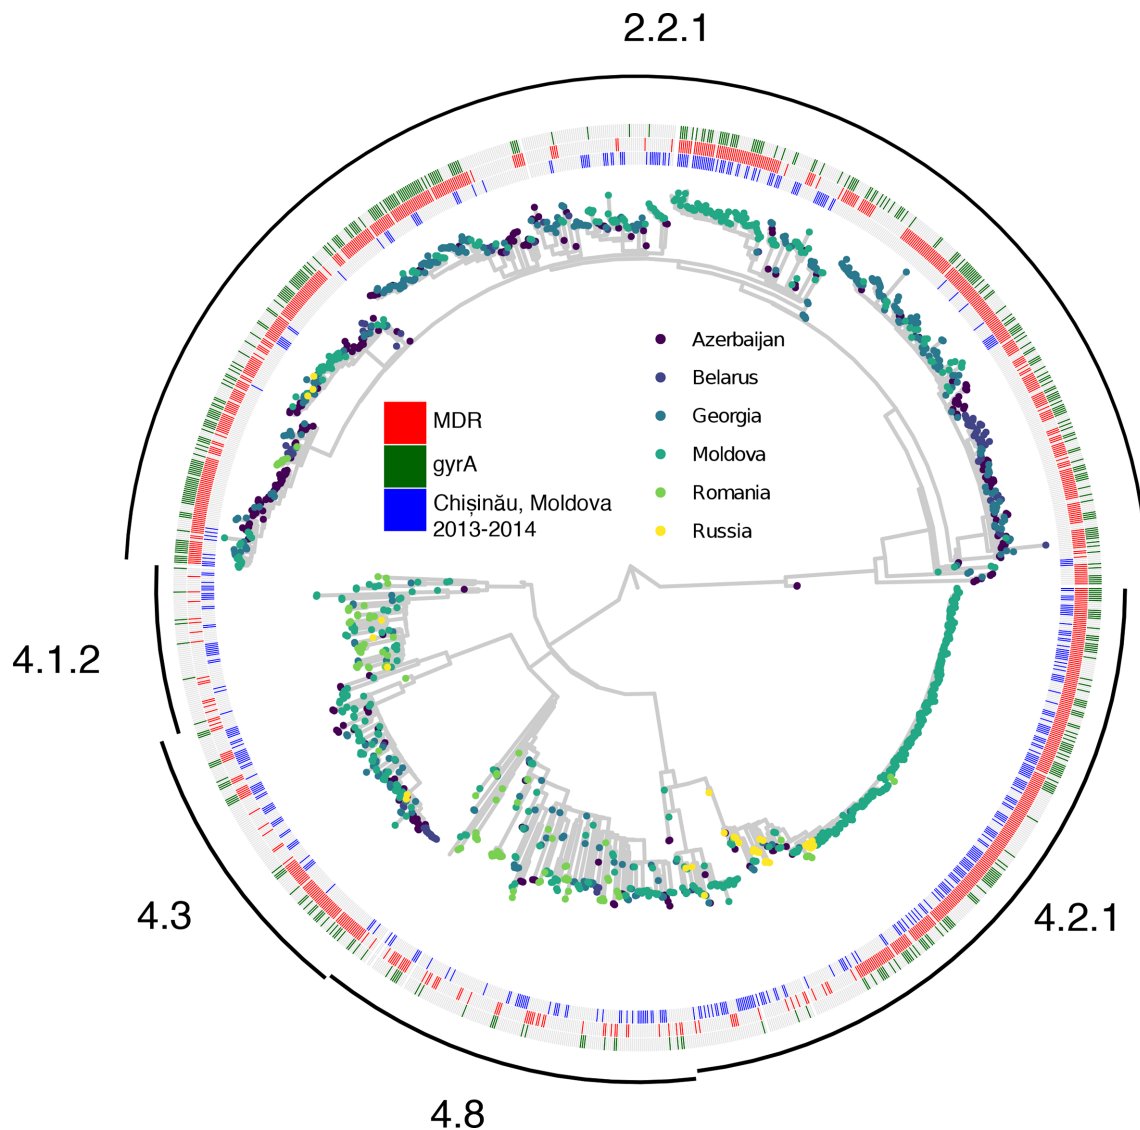 2.2.1
Azerbaijan
Belarus
Georgia
Moldova
Romania
Russia
MDR
gyrA
Chișinău, Moldova
2013-2014
4.1.2
4.3
4.2.1
4.8